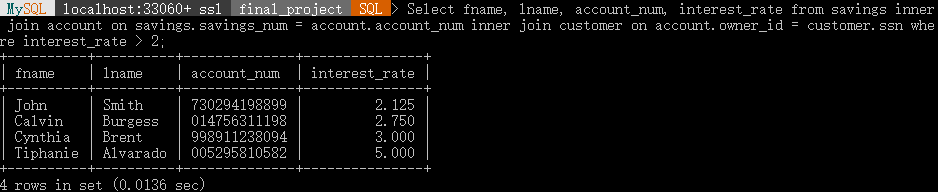 MySQL localhost:33060+ ssl final_project SQL > Select fname, lname, account_num, interest_rate from savings inner
join account on savings.savings_num = account.account_num inner join customer on account.owner_id = customer.ssn whe
re interest_rate > 2;
+----------+----------+--------------+---------------+
| fname    | lname    | account_num  | interest_rate |
+----------+----------+--------------+---------------+
| John     | Smith    | 730294198899 |         2.125 |
| Calvin   | Burgess  | 014756311198 |         2.750 |
| Cynthia  | Brent    | 998911238094 |         3.000 |
| Tiphanie | Alvarado | 005295810582 |         5.000 |
+----------+----------+--------------+---------------+
4 rows in set (0.0136 sec)